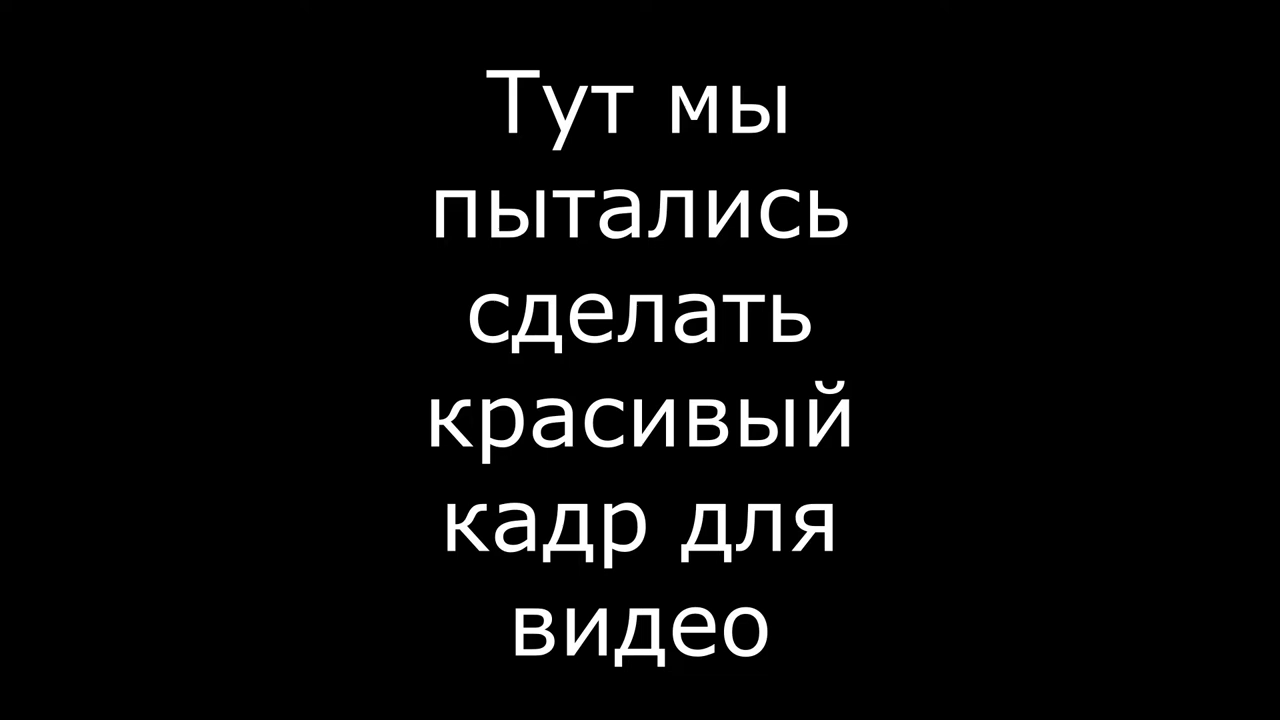 Тут мы
пытались
сделать
красивый
кадр для
видео